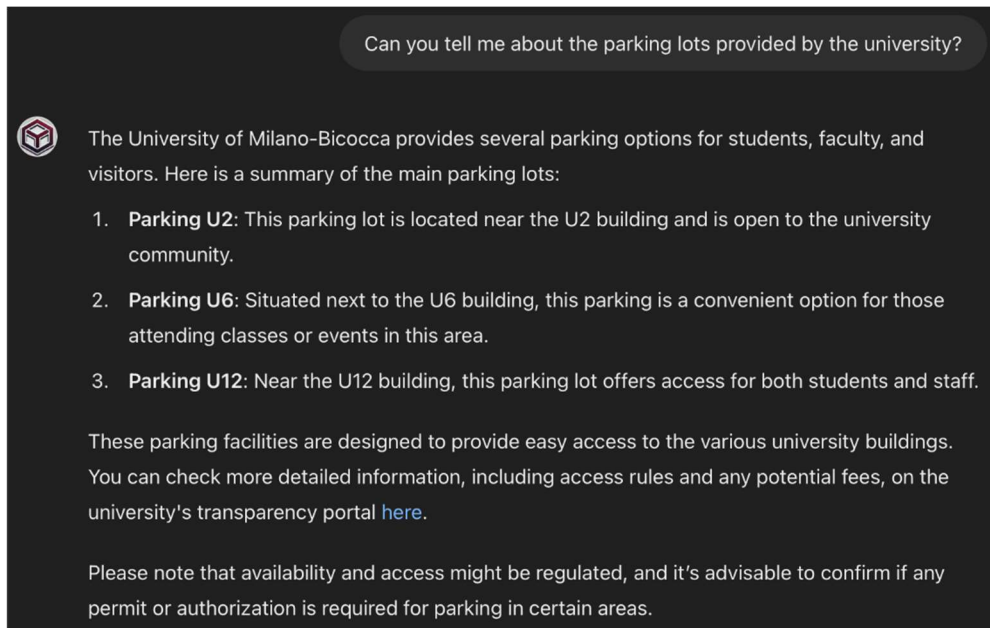 Can you tell me about the parking lots provided by the university?
The University of Milano-Bicocca provides several parking options for students, faculty, and
visitors. Here is a summary of the main parking lots:
1. Parking U2: This parking lot is located near the U2 building and is open to the university
community.
2. Parking U6: Situated next to the U6 building, this parking is a convenient option for those
attending classes or events in this area.
3. Parking U12: Near the U12 building, this parking lot offers access for both students and staff.
These parking facilities are designed to provide easy access to the various university buildings.
You can check more detailed information, including access rules and any potential fees, on the
university's transparency portal here.
Please note that availability and access might be regulated, and it's advisable to confirm if any
permit or authorization is required for parking in certain areas.